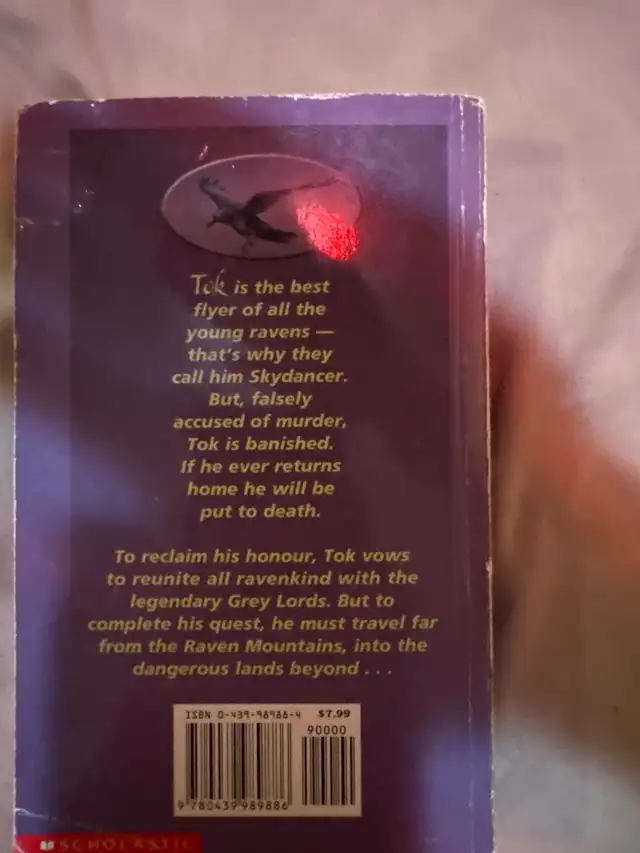 Tok is the best
flyer of all the
young ravens —
that's why they
call him Skydancer.
But, falsely
accused of murder,
Tok is banished.
If he ever returns
home he will be
put to death.
To reclaim his honour, Tok vows
to reunite all ravenkind with the
legendary Grey Lords. But to
complete his quest, he must travel far
from the Raven Mountains, into the
dangerous lands beyond . . .
ISBN 0-439-98988-4 $7.99
90000
9 780439 989886
SCHOLASTIC